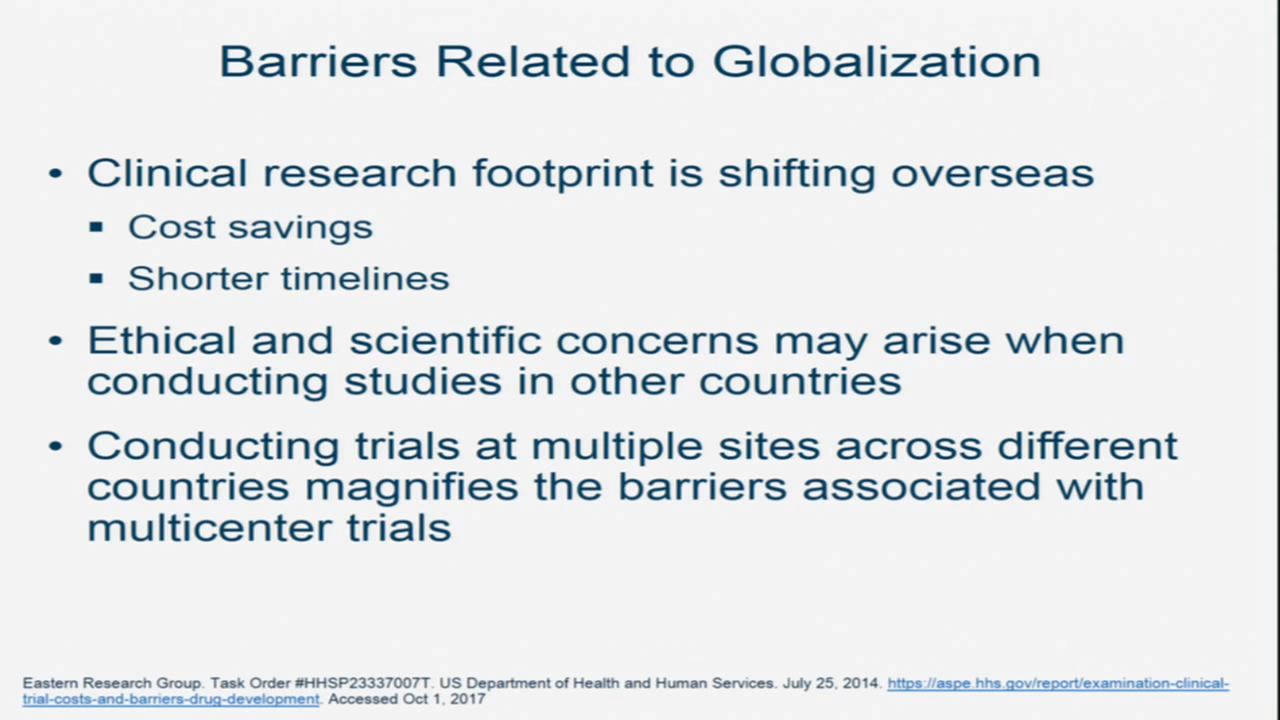 Barriers Related to Globalization
• Clinical research footprint is shifting overseas
▪ Cost savings
▪ Shorter timelines
• Ethical and scientific concerns may arise when
conducting studies in other countries
• Conducting trials at multiple sites across different
countries magnifies the barriers associated with
multicenter trials
Eastern Research Group. Task Order #HHSP23337007T. US Department of Health and Human Services. July 25, 2014. https://aspe.hhs.gov/report/examination-clinical-
trial-costs-and-barriers-drug-development. Accessed Oct 1, 2017